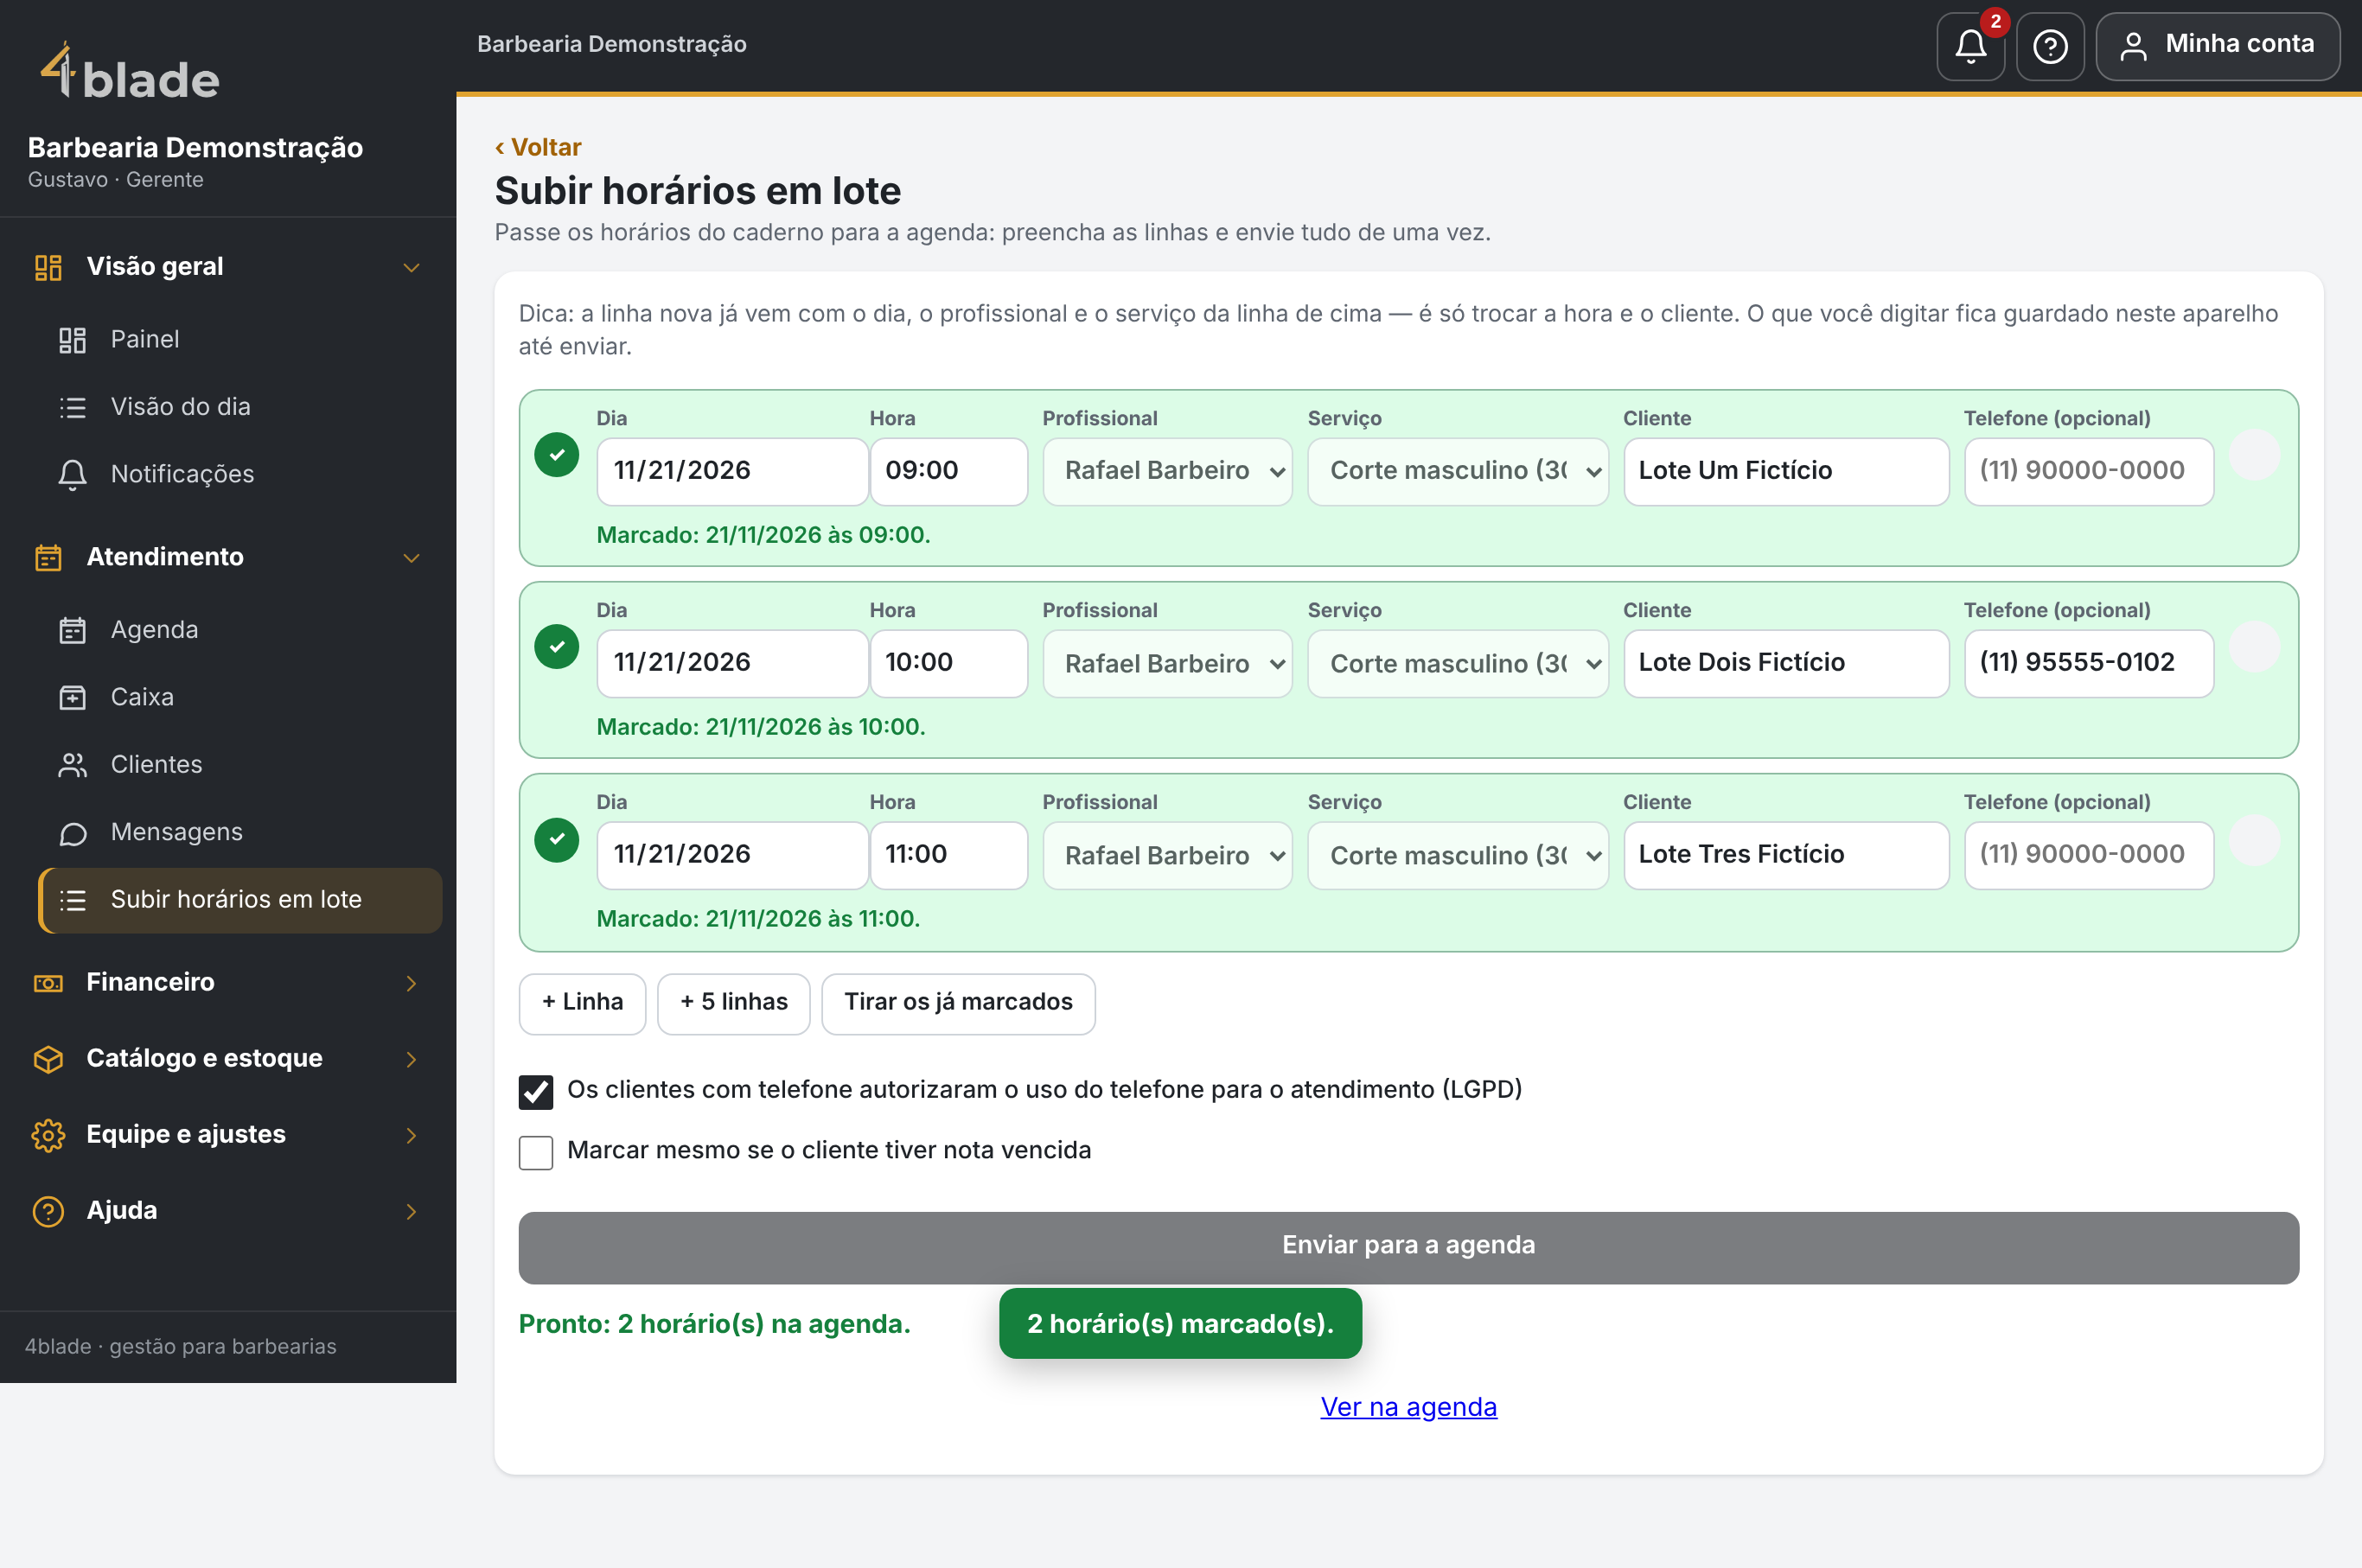 4blade
Barbearia Demonstração
Gustavo · Gerente
Visão geral
Painel
Visão do dia
Notificações
Atendimento
Agenda
Caixa
Clientes
Mensagens
Subir horários em lote
Financeiro
Catálogo e estoque
Equipe e ajustes
Ajuda
4blade · gestão para barbearias
Barbearia Demonstração
2
Minha conta
‹ Voltar
Subir horários em lote
Passe os horários do caderno para a agenda: preencha as linhas e envie tudo de uma vez.
Dica: a linha nova já vem com o dia, o profissional e o serviço da linha de cima — é só trocar a hora e o cliente. O que você digitar fica guardado neste aparelho
até enviar.
Dia Hora Profissional Serviço Cliente Telefone (opcional)
11/21/2026 09:00 Rafael Barbeiro Corte masculino (30 Lote Um Fictício (11) 90000-0000
Marcado: 21/11/2026 às 09:00.
Dia Hora Profissional Serviço Cliente Telefone (opcional)
11/21/2026 10:00 Rafael Barbeiro Corte masculino (30 Lote Dois Fictício (11) 95555-0102
Marcado: 21/11/2026 às 10:00.
Dia Hora Profissional Serviço Cliente Telefone (opcional)
11/21/2026 11:00 Rafael Barbeiro Corte masculino (30 Lote Tres Fictício (11) 90000-0000
Marcado: 21/11/2026 às 11:00.
+ Linha + 5 linhas Tirar os já marcados
Os clientes com telefone autorizaram o uso do telefone para o atendimento (LGPD)
Marcar mesmo se o cliente tiver nota vencida
Enviar para a agenda
Pronto: 2 horário(s) na agenda.
2 horário(s) marcado(s).
Ver na agenda